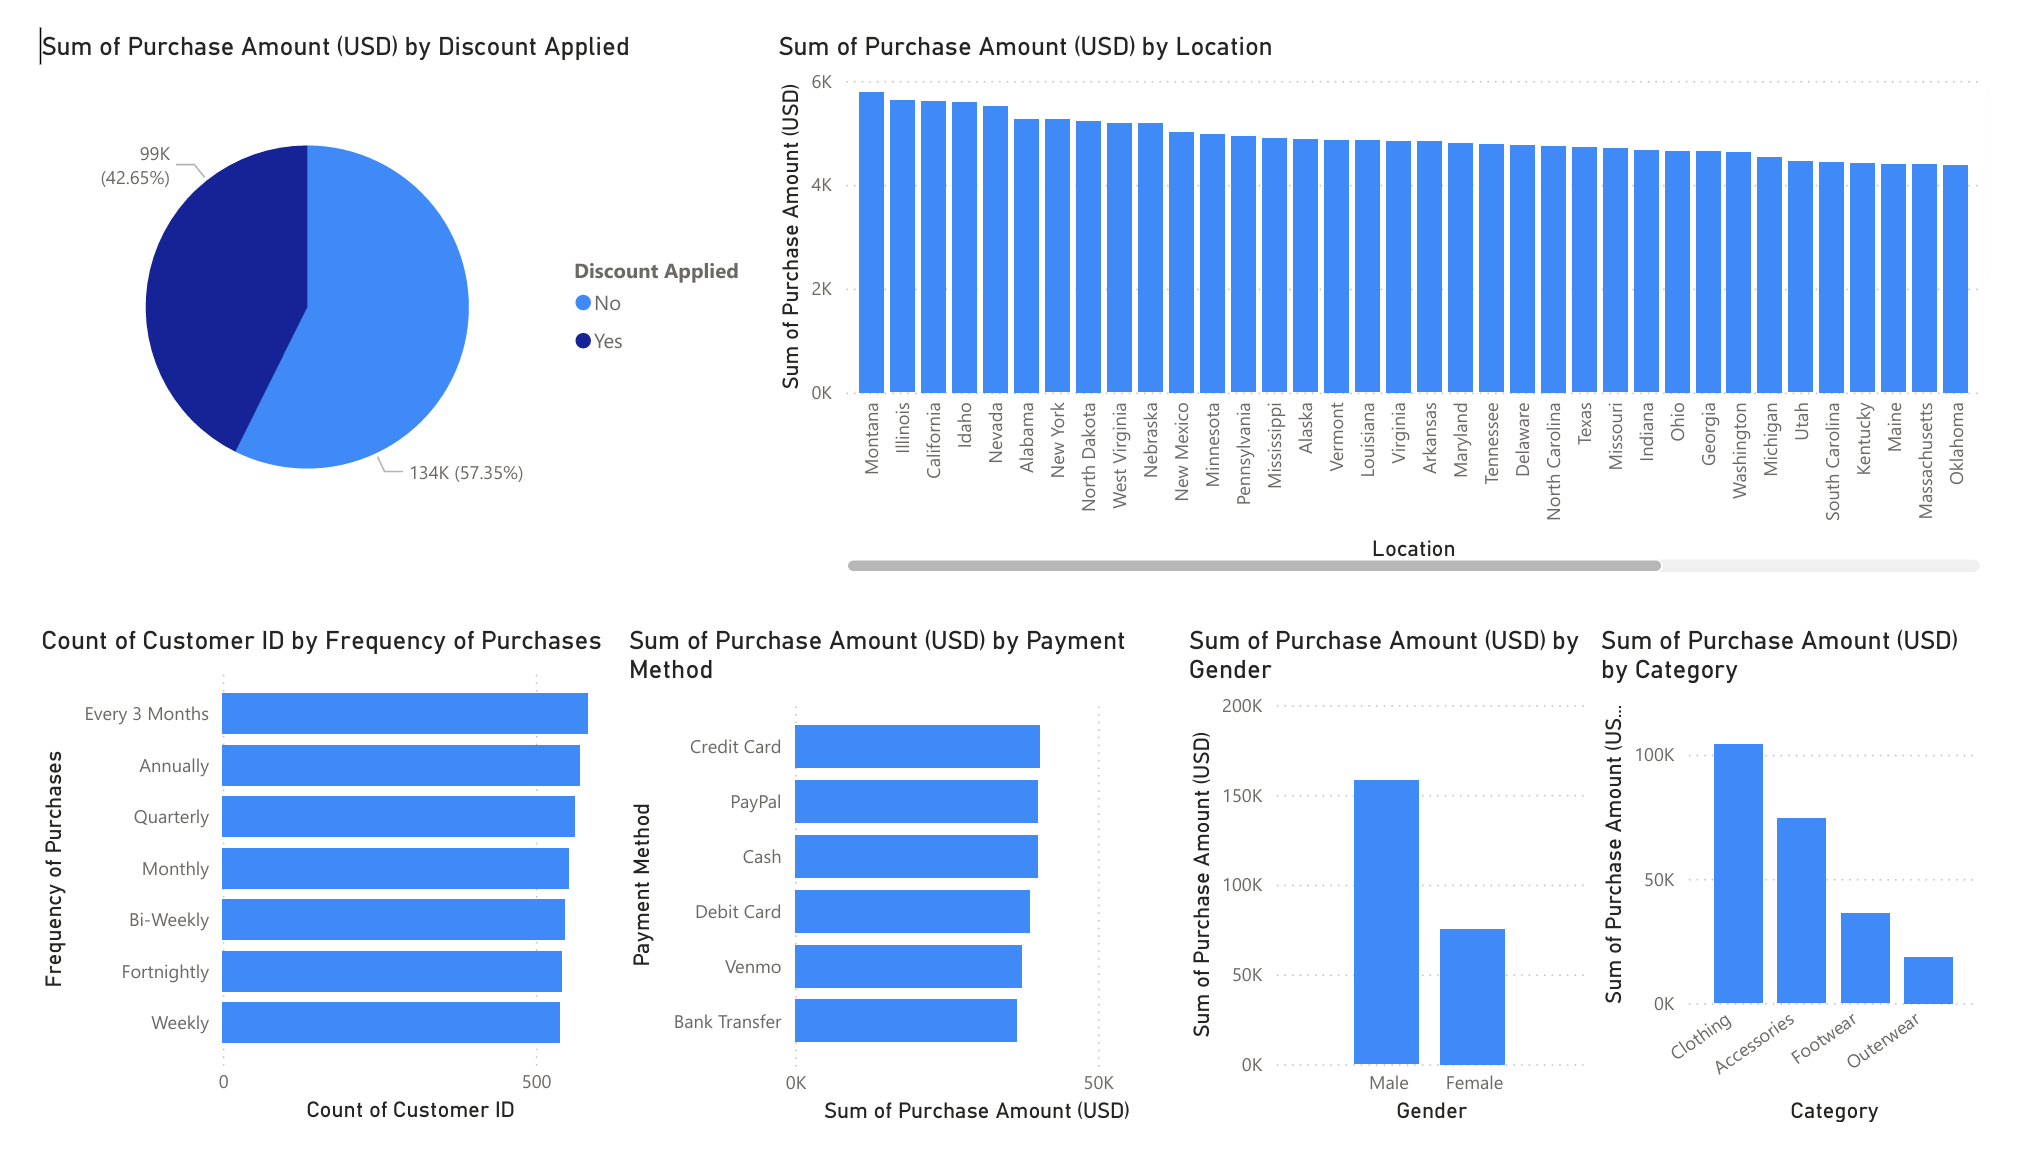 Sum of Purchase Amount (USD) by Discount Applied
99K
(42.65%)
134K (57.35%)
Discount Applied
No
Yes
Sum of Purchase Amount (USD) by Location
Sum of Purchase Amount (USD)
6K
4K
2K
0K
Montana
Illinois
California
Idaho
Nevada
Alabama
New York
North Dakota
West Virginia
Nebraska
New Mexico
Minnesota
Pennsylvania
Mississippi
Alaska
Vermont
Louisiana
Virginia
Arkansas
Maryland
Tennessee
Delaware
North Carolina
Texas
Missouri
Indiana
Ohio
Georgia
Washington
Michigan
Utah
South Carolina
Kentucky
Maine
Massachusetts
Oklahoma
Location
Count of Customer ID by Frequency of Purchases
Frequency of Purchases
Every 3 Months
Annually
Quarterly
Monthly
Bi-Weekly
Fortnightly
Weekly
0
500
Count of Customer ID
Sum of Purchase Amount (USD) by Payment
Method
Payment Method
Credit Card
PayPal
Cash
Debit Card
Venmo
Bank Transfer
0K
50K
Sum of Purchase Amount (USD)
Sum of Purchase Amount (USD) by
Gender
Sum of Purchase Amount (USD)
200K
150K
100K
50K
0K
Male
Female
Gender
Sum of Purchase Amount (USD)
by Category
Sum of Purchase Amount (US...
100K
50K
0K
Clothing
Accessories
Footwear
Outerwear
Category